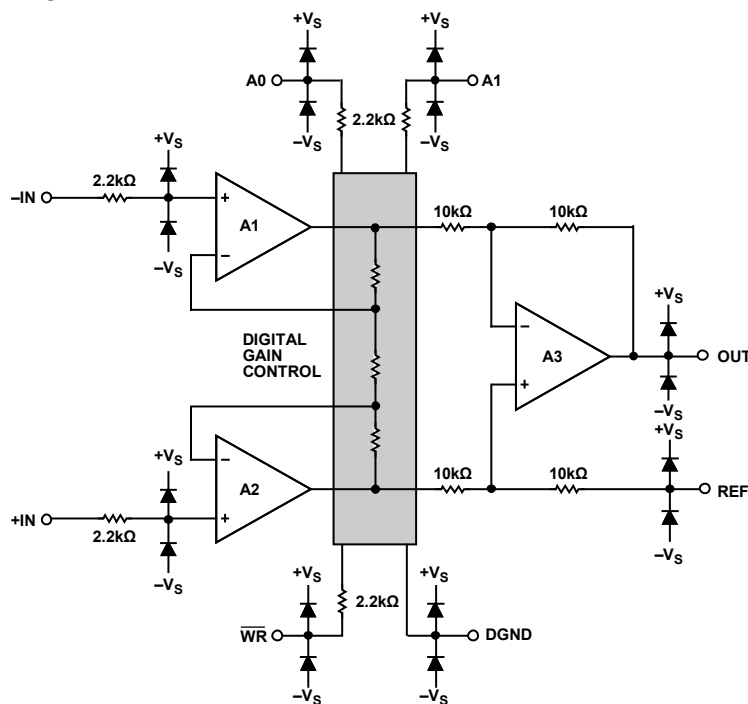 +VS
+VS
A0
A1
2.2kΩ
–VS
–VS
+VS
2.2kΩ
–IN
+
A1
–
–VS
10kΩ
10kΩ
DIGITAL
GAIN
CONTROL
–
A3
+
+VS
OUT
–VS
+VS
–
A2
+
+VS
10kΩ
10kΩ
REF
+IN
2.2kΩ
–VS
–VS
+VS
2.2kΩ
+VS
WR
DGND
–VS
–VS